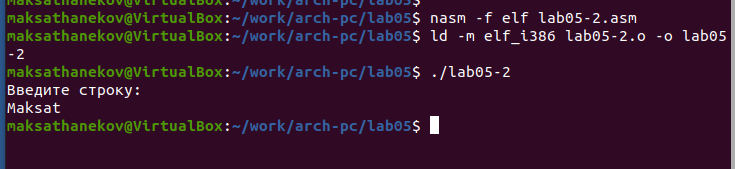 maksathanekov@VirtualBox:~/work/arch-pc/lab05$ nasm -f elf lab05-2.asm
maksathanekov@VirtualBox:~/work/arch-pc/lab05$ ld -m elf_i386 lab05-2.o -o lab05
-2
maksathanekov@VirtualBox:~/work/arch-pc/lab05$ ./lab05-2
Введите строку:
Maksat
maksathanekov@VirtualBox:~/work/arch-pc/lab05$